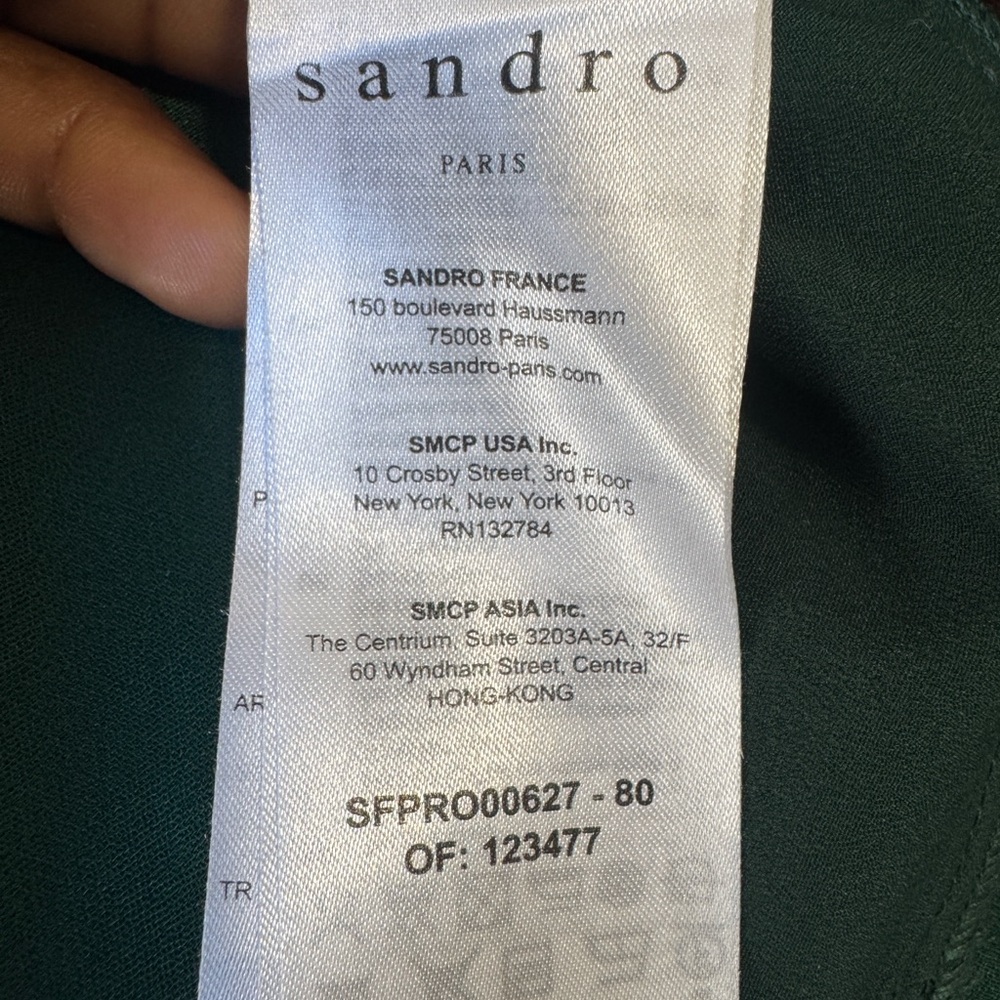 sandro
PARIS
SANDRO FRANCE
150 boulevard Haussmann
75008 Paris
www.sandro-paris.com
SMCP USA Inc.
10 Crosby Street, 3rd Floor
New York, New York 10013
RN132784
SMCP ASIA Inc.
The Centrium, Suite 3203A-5A, 32/F
60 Wyndham Street, Central
HONG-KONG
SFPRO00627 - 80
OF: 123477
P
AR
TR